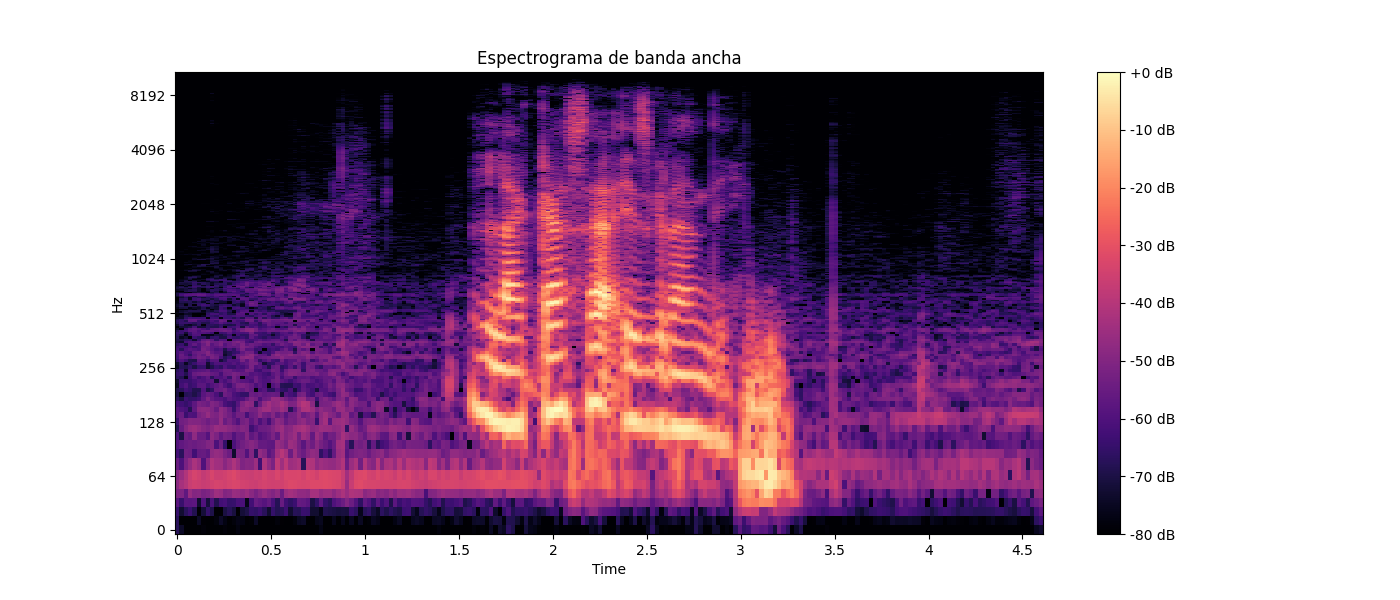 Espectrograma de banda ancha
Hz
8192
4096
2048
1024
512
256
128
64
0
0 0.5 1 1.5 2 2.5 3 3.5 4 4.5
Time
+0 dB
-10 dB
-20 dB
-30 dB
-40 dB
-50 dB
-60 dB
-70 dB
-80 dB